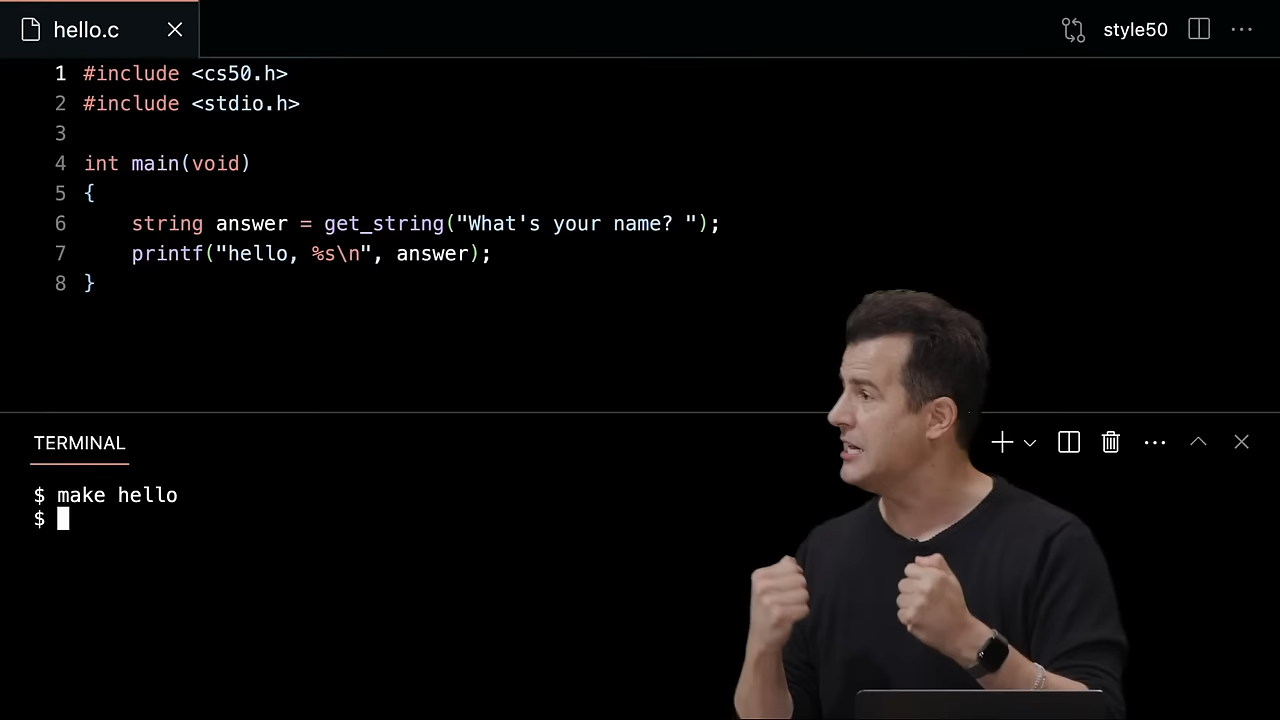 hello.c
style50
1 #include <cs50.h>
2 #include <stdio.h>
3
4 int main(void)
5 {
6     string answer = get_string("What's your name? ");
7     printf("hello, %s\n", answer);
8 }
TERMINAL
$ make hello
$